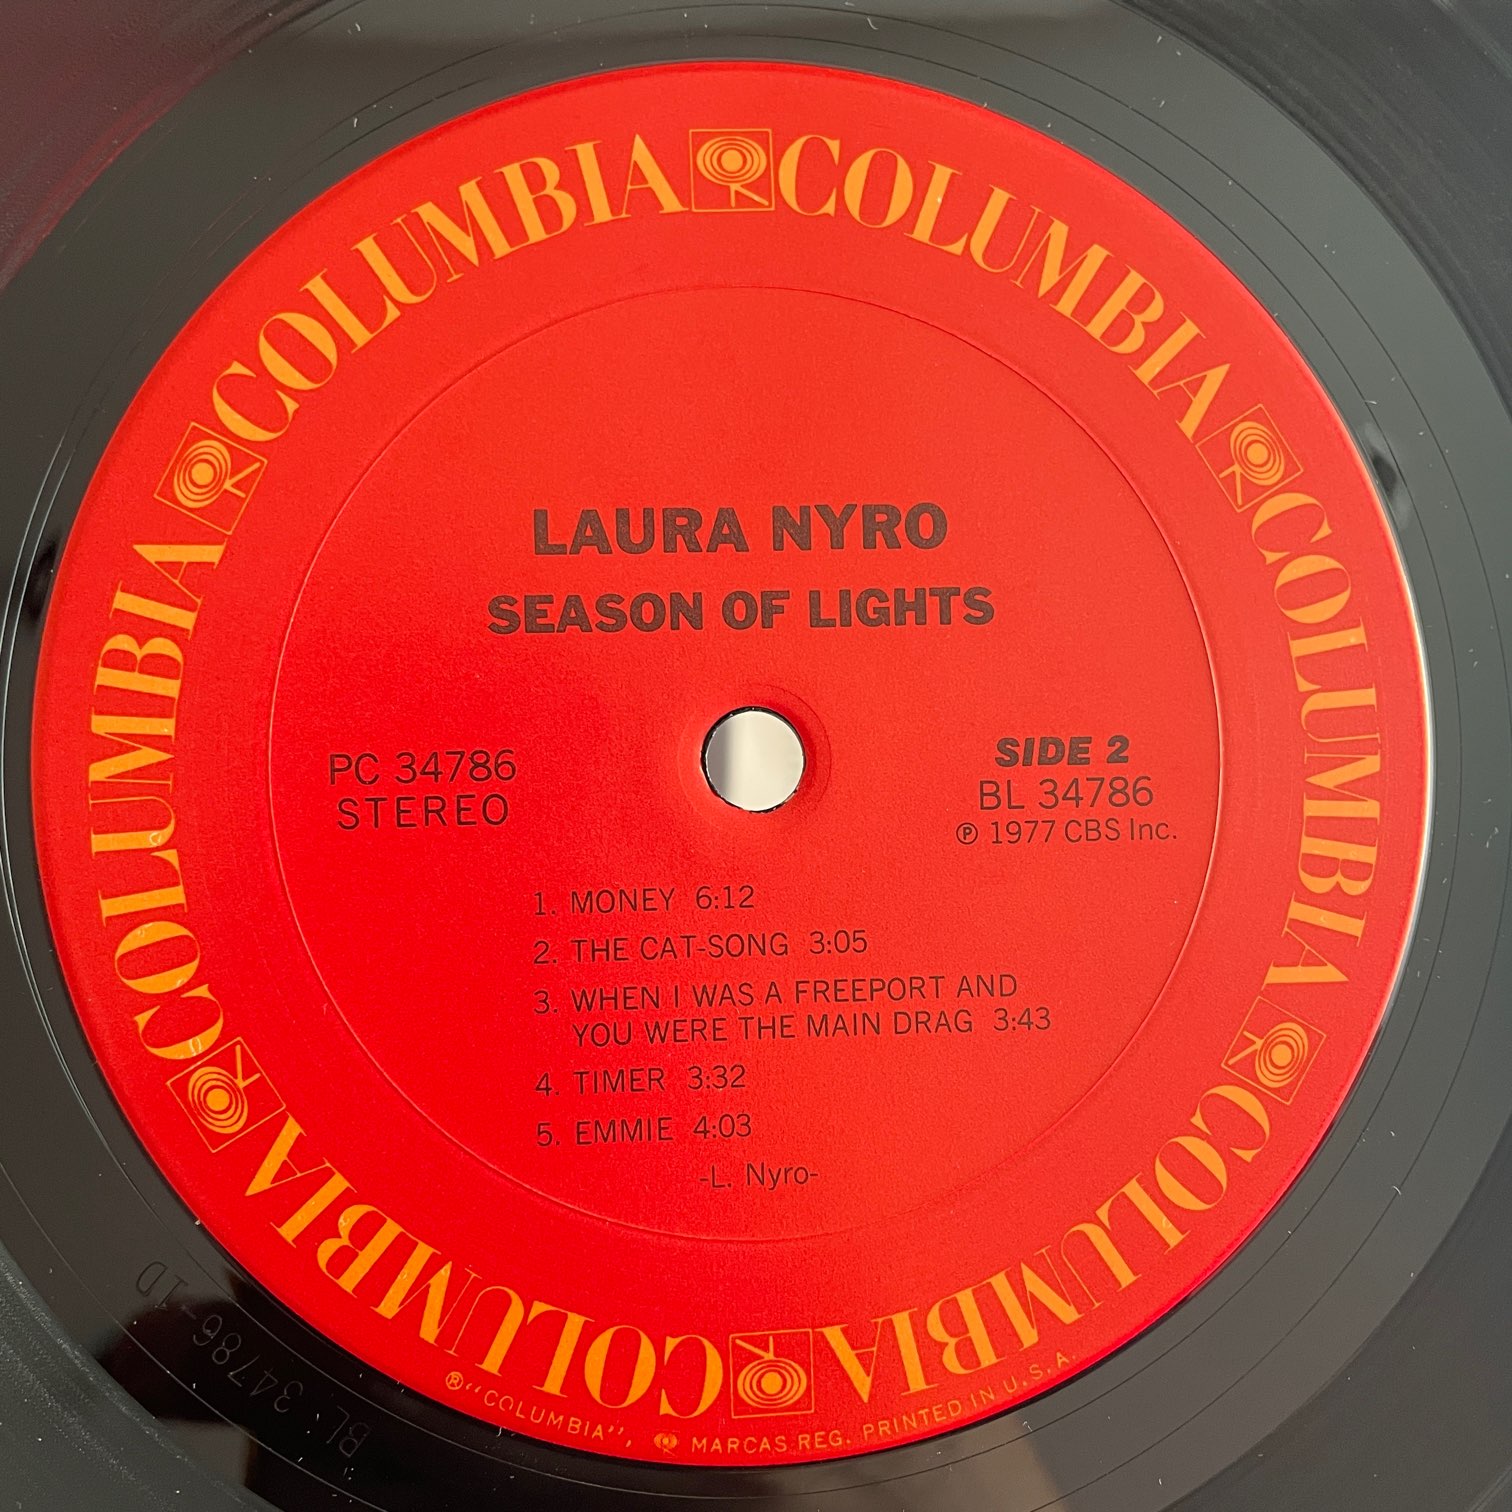 COLUMBIA COLUMBIA COLUMBIA COLUMBIA COLUMBIA COLUMBIA
LAURA NYRO
SEASON OF LIGHTS
PC 34786
STEREO
SIDE 2
BL 34786
℗ 1977 CBS Inc.
1. MONEY 6:12
2. THE CAT-SONG 3:05
3. WHEN I WAS A FREEPORT AND
YOU WERE THE MAIN DRAG 3:43
4. TIMER 3:32
5. EMMIE 4:03
-L. Nyro-
®"COLUMBIA", MARCAS REG. PRINTED IN U.S.A.
BL 34786-1D